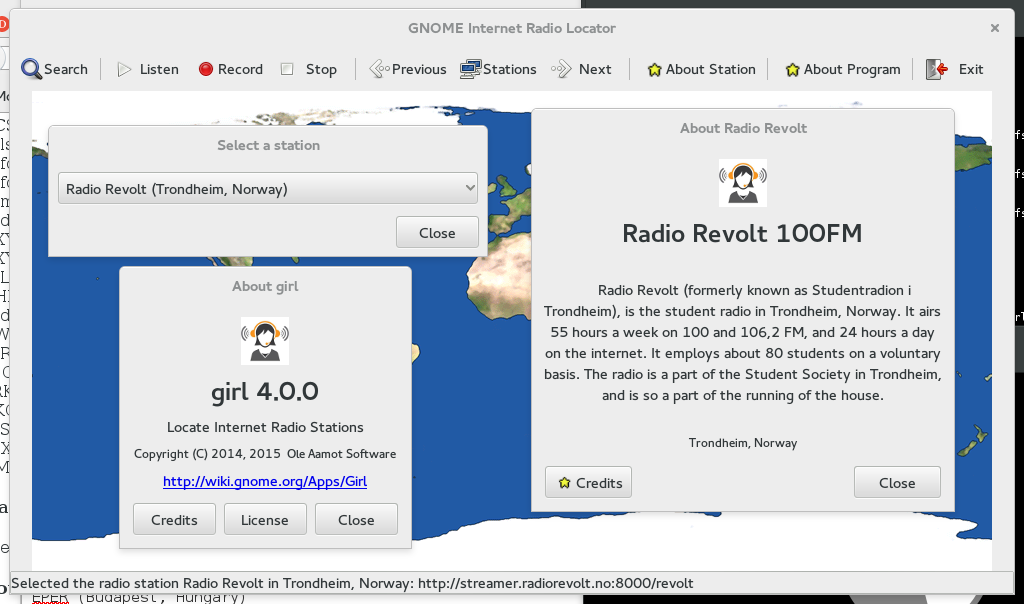 GNOME Internet Radio Locator
Search Listen Record Stop Previous Stations Next About Station About Program Exit
Select a station
Radio Revolt (Trondheim, Norway)
Close
About girl
girl 4.0.0
Locate Internet Radio Stations
Copyright (C) 2014, 2015 Ole Aamot Software
http://wiki.gnome.org/Apps/Girl
Credits License Close
About Radio Revolt
Radio Revolt 100FM
Radio Revolt (formerly known as Studentradion i
Trondheim), is the student radio in Trondheim, Norway. It airs
55 hours a week on 100 and 106,2 FM, and 24 hours a day
on the internet. It employs about 80 students on a voluntary
basis. The radio is a part of the Student Society in Trondheim,
and is so a part of the running of the house.
Trondheim, Norway
Credits Close
Selected the radio station Radio Revolt in Trondheim, Norway: http://streamer.radiorevolt.no:8000/revolt
EPER (Budapest, Hungary)